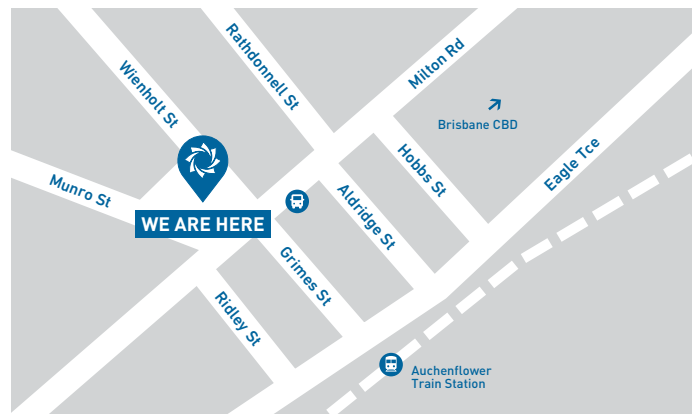 Rathdonnell St
Milton Rd
Wienholt St
Brisbane CBD
Hobbs St
Eagle Tce
Munro St
WE ARE HERE
Aldridge St
Grimes St
Ridley St
Auchenflower
Train Station